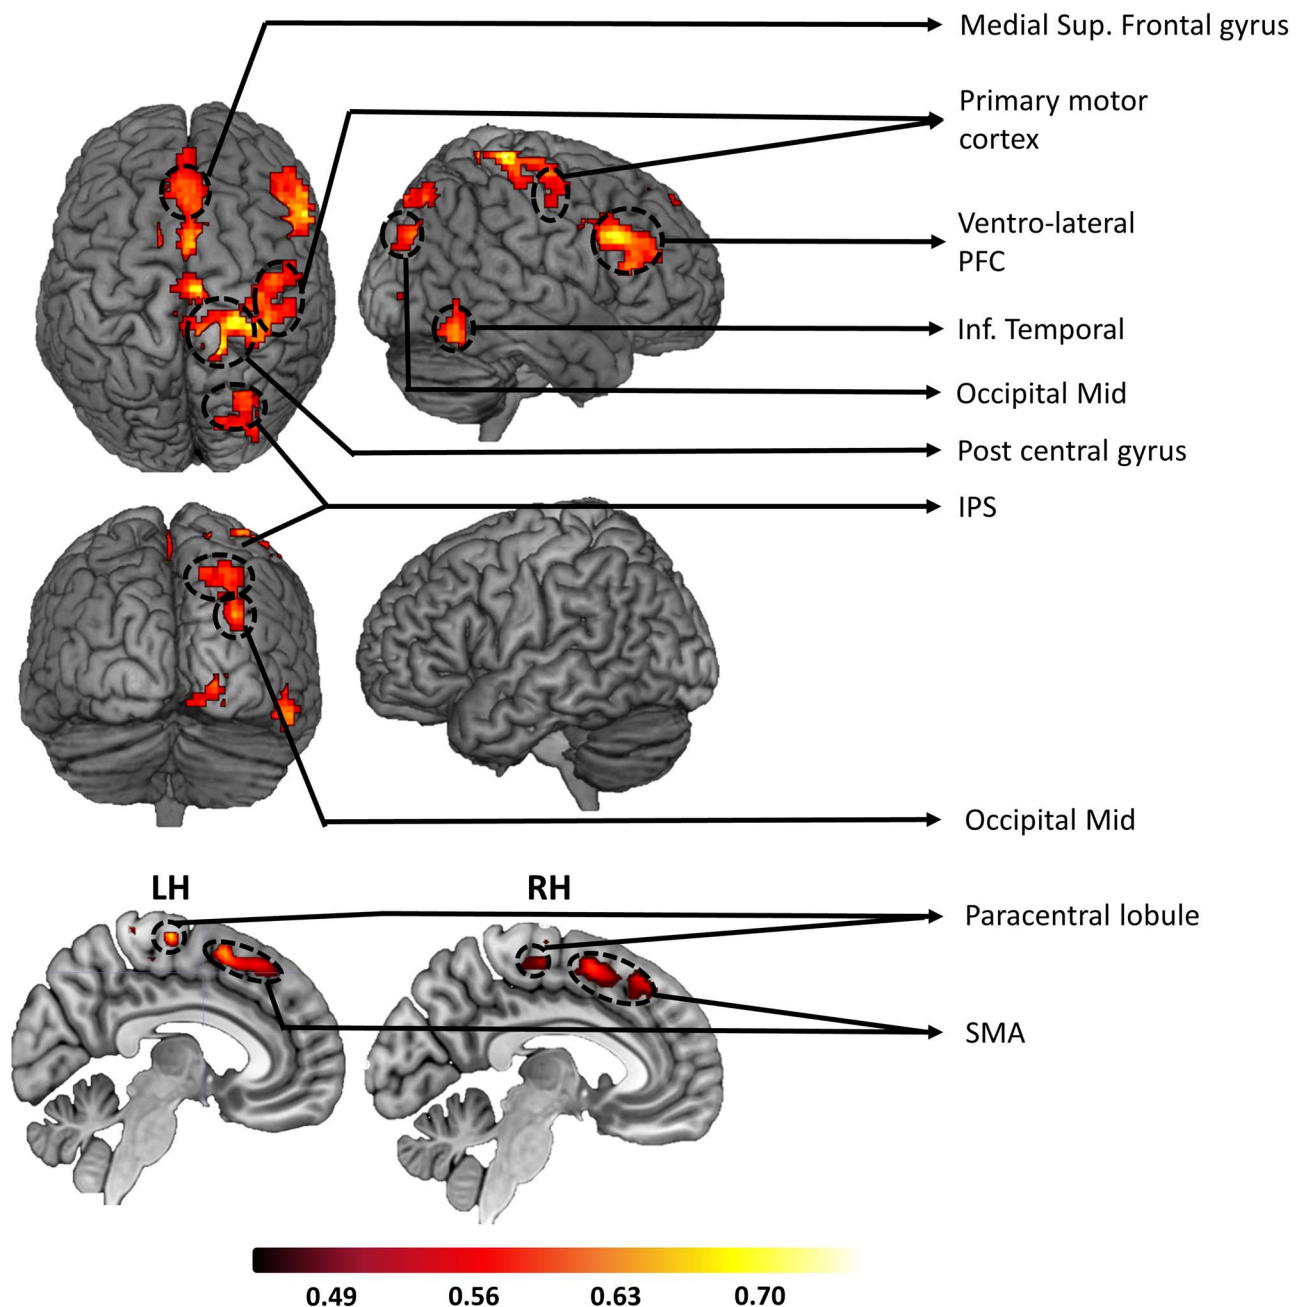 Medial Sup. Frontal gyrus
Primary motor
cortex
Ventro-lateral
PFC
Inf. Temporal
Occipital Mid
Post central gyrus
IPS
Occipital Mid
LH
RH
Paracentral lobule
SMA
0.49
0.56
0.63
0.70